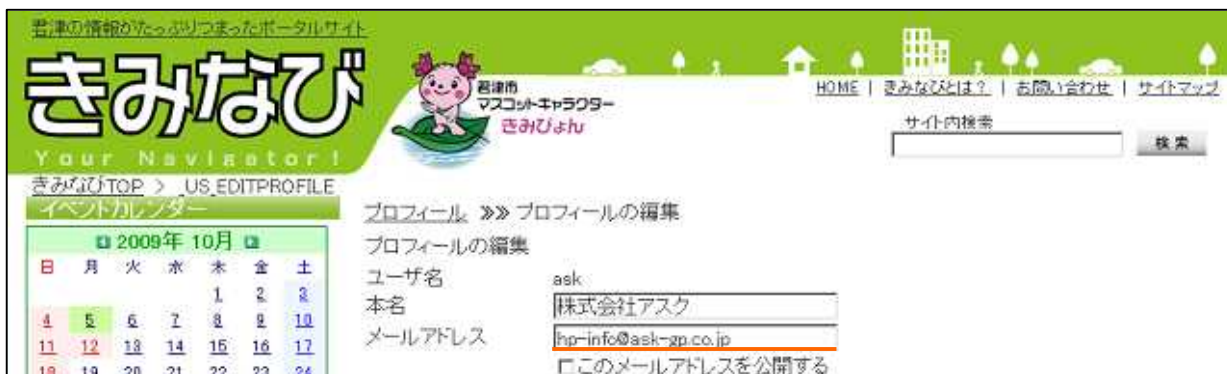 君津の情報がたっぷりつまったポータルサイト
きみなび
Your Navigator!
君津市
マスコットキャラクター
きみぴょん
HOME | きみなびとは？ | お問い合わせ | サイトマップ
サイト内検索
検索
きみなびTOP > _US_EDITPROFILE
イベントカレンダー
2009年 10月
日 月 火 水 木 金 土
1 2 3
4 5 6 7 8 9 10
11 12 13 14 15 16 17
18 19 20 21 22 23 24
プロフィール >>> プロフィールの編集
プロフィールの編集
ユーザ名 ask
本名 株式会社アスク
メールアドレス hp-info@ask-gp.co.jp
このメールアドレスを公開する